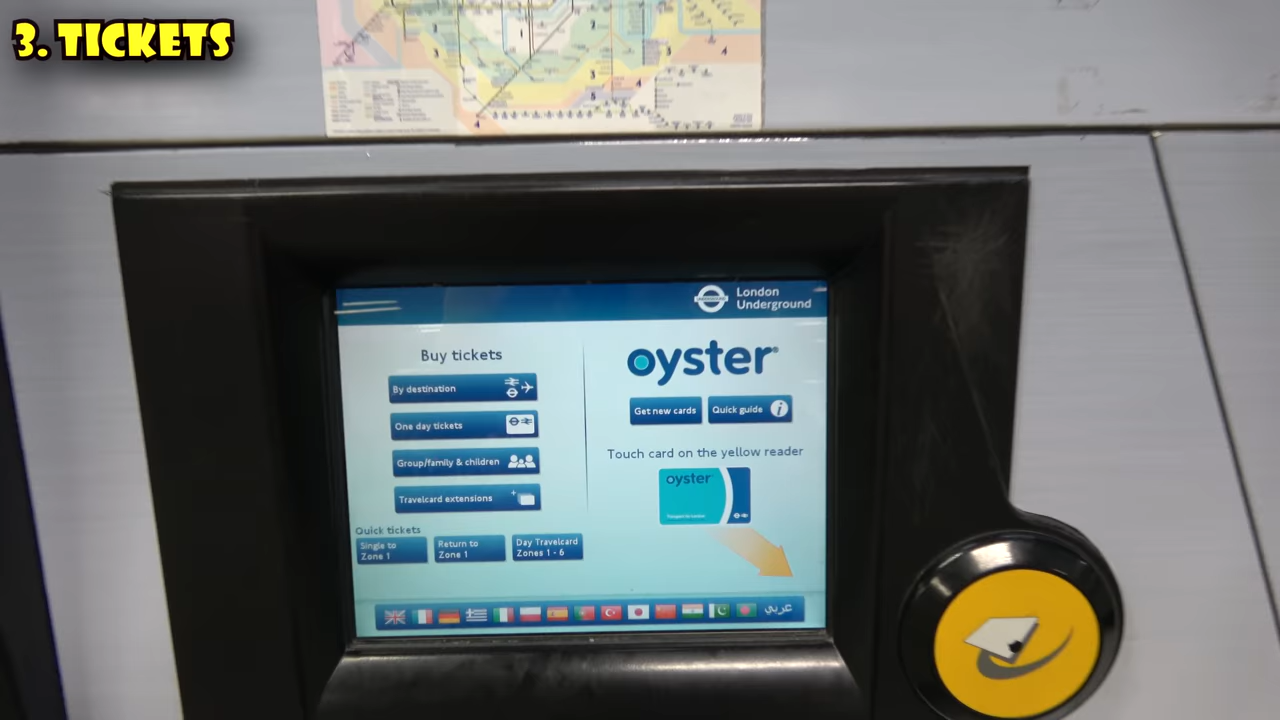 3. TICKETS
London
Underground
Buy tickets
By destination
One day tickets
Group/family & children
Travelcard extensions
Quick tickets
Single to
Zone 1
Return to
Zone 1
Day Travelcard
Zones 1 - 6
oyster
Get new cards
Quick guide
Touch card on the yellow reader
oyster
عربي